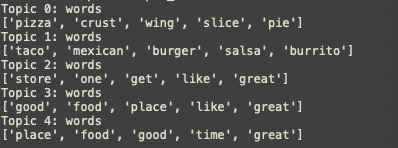 Topic 0: words
['pizza', 'crust', 'wing', 'slice', 'pie']
Topic 1: words
['taco', 'mexican', 'burger', 'salsa', 'burrito']
Topic 2: words
['store', 'one', 'get', 'like', 'great']
Topic 3: words
['good', 'food', 'place', 'like', 'great']
Topic 4: words
['place', 'food', 'good', 'time', 'great']